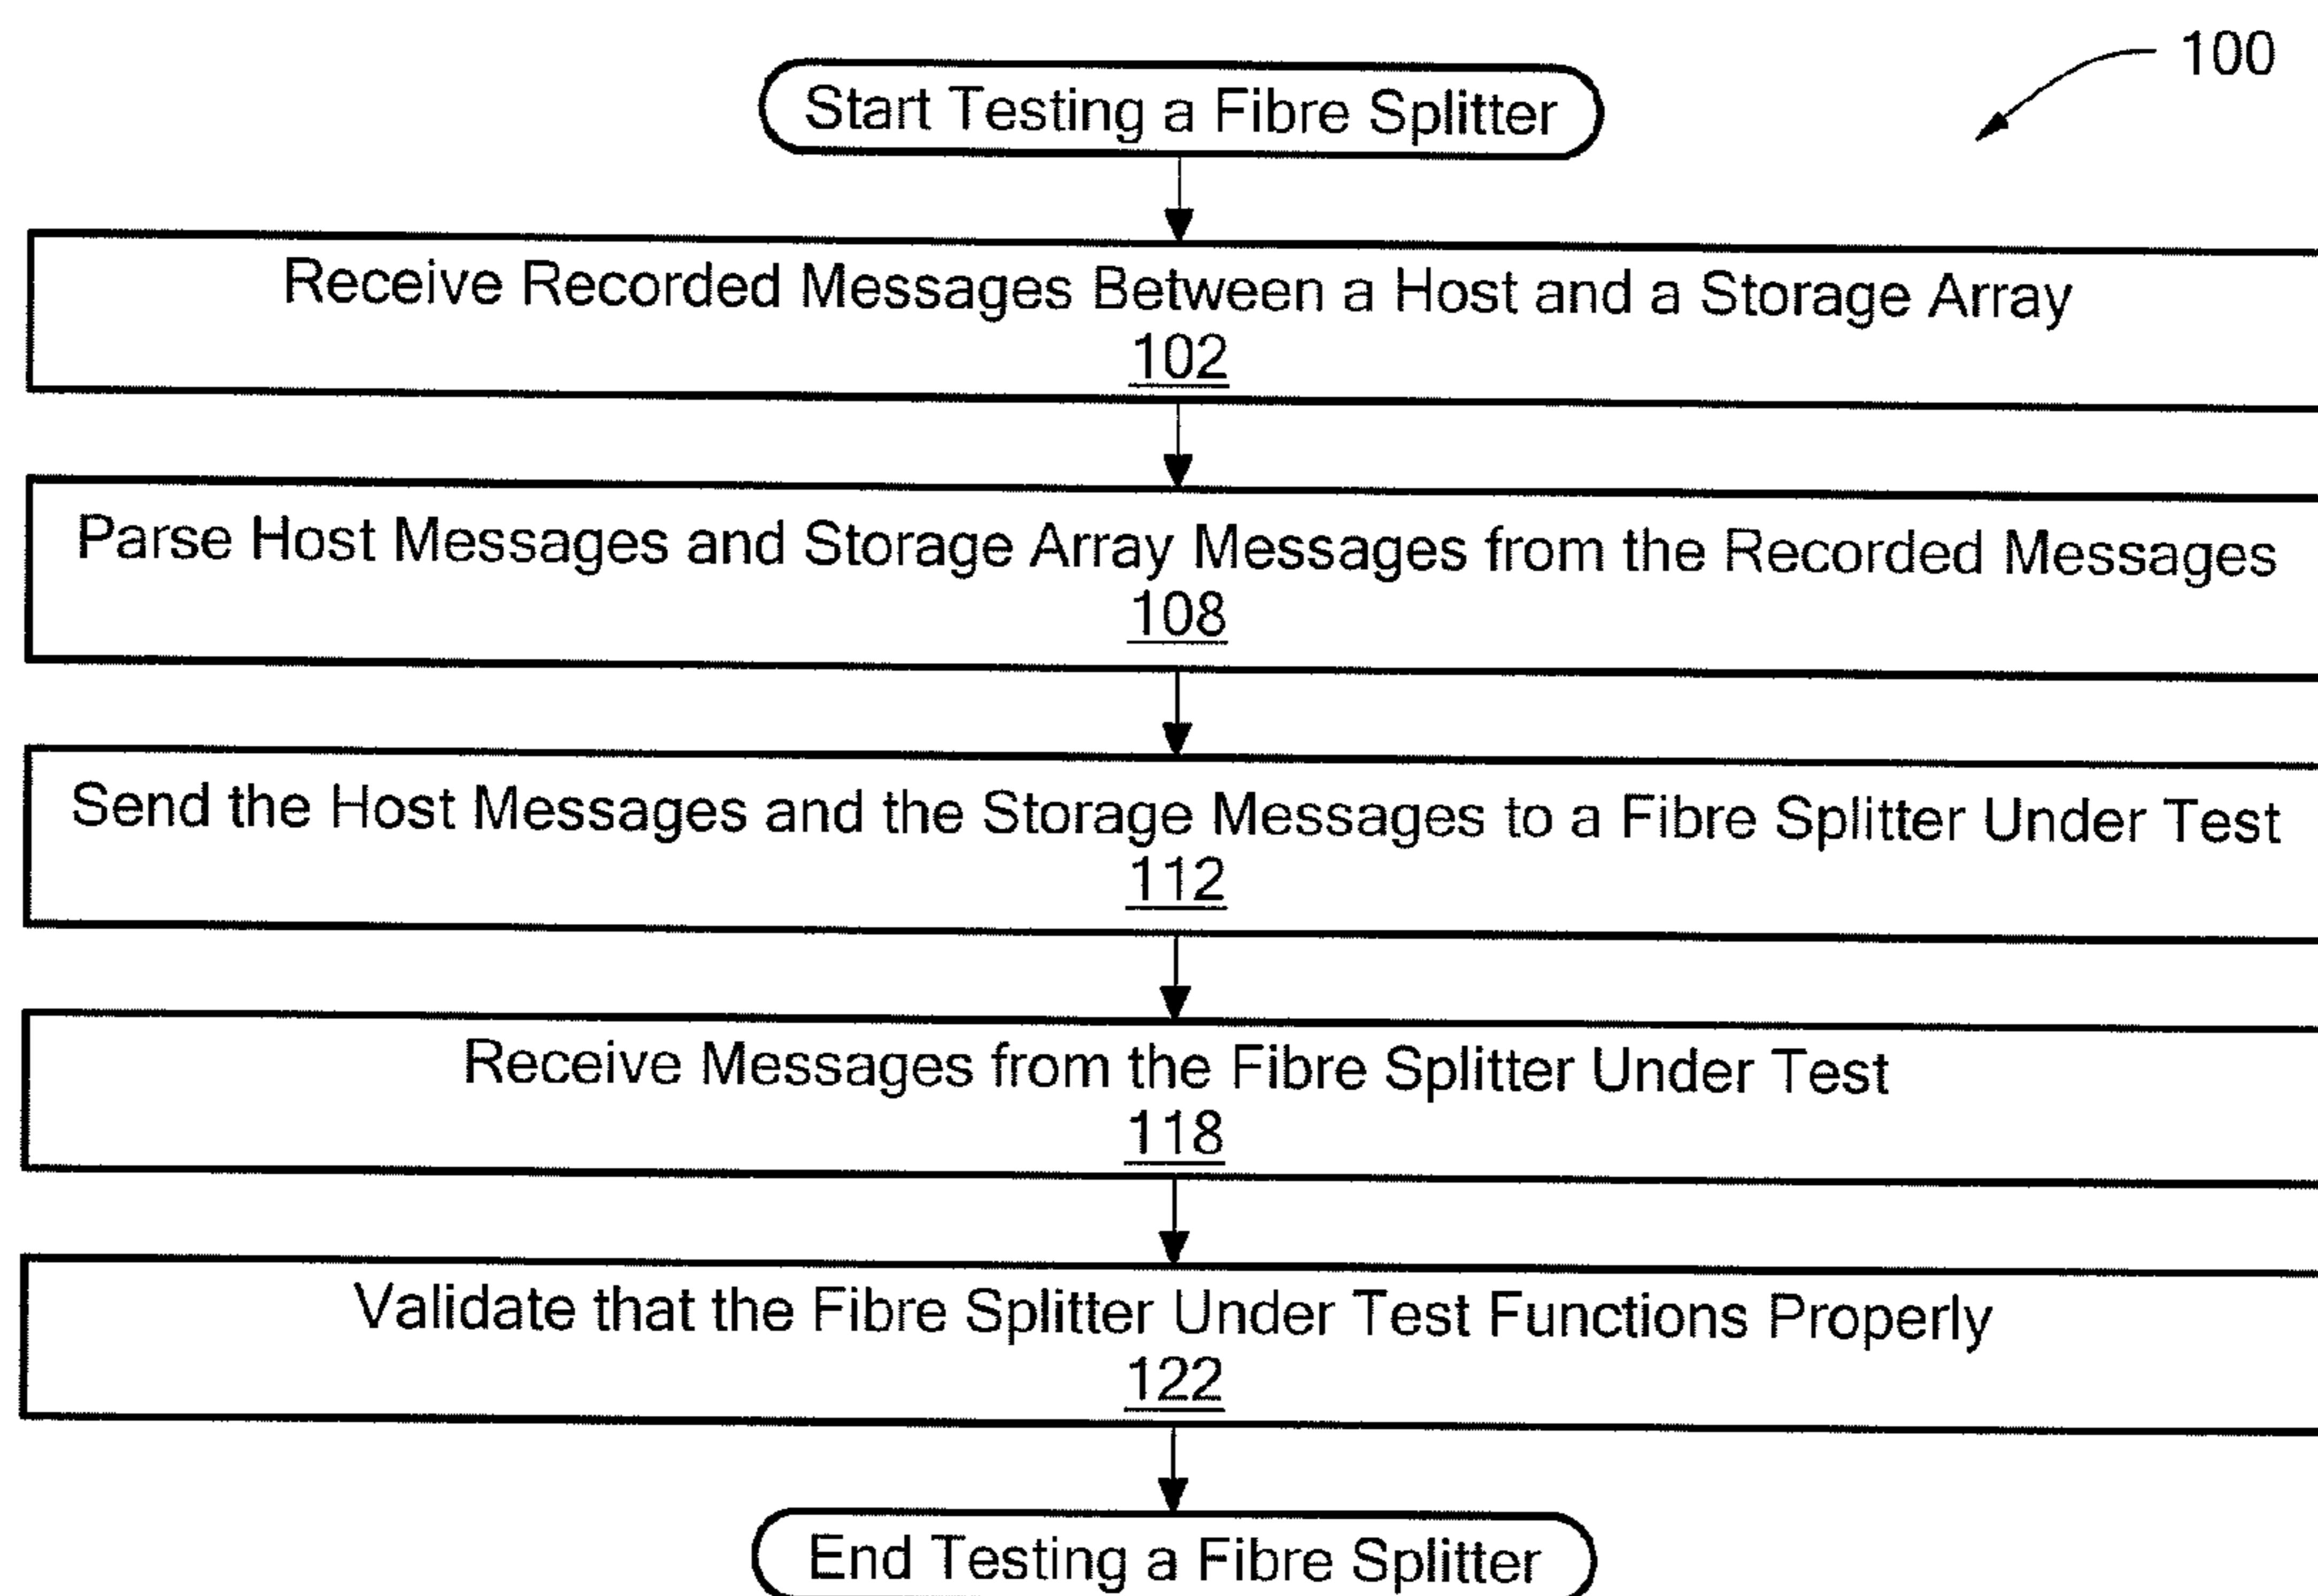 100
Start Testing a Fibre Splitter
Receive Recorded Messages Between a Host and a Storage Array
102
Parse Host Messages and Storage Array Messages from the Recorded Messages
108
Send the Host Messages and the Storage Messages to a Fibre Splitter Under Test
112
Receive Messages from the Fibre Splitter Under Test
118
Validate that the Fibre Splitter Under Test Functions Properly
122
End Testing a Fibre Splitter